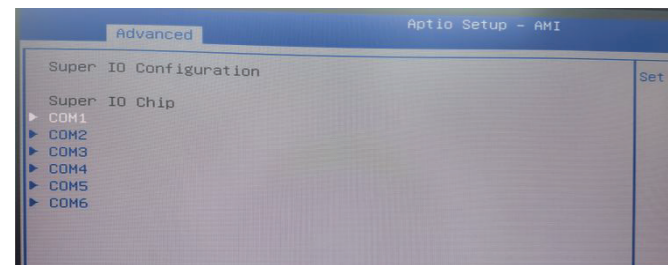 Aptio Setup - AMI
Advanced
Super IO Configuration
Set
Super IO Chip
COM1
COM2
COM3
COM4
COM5
COM6